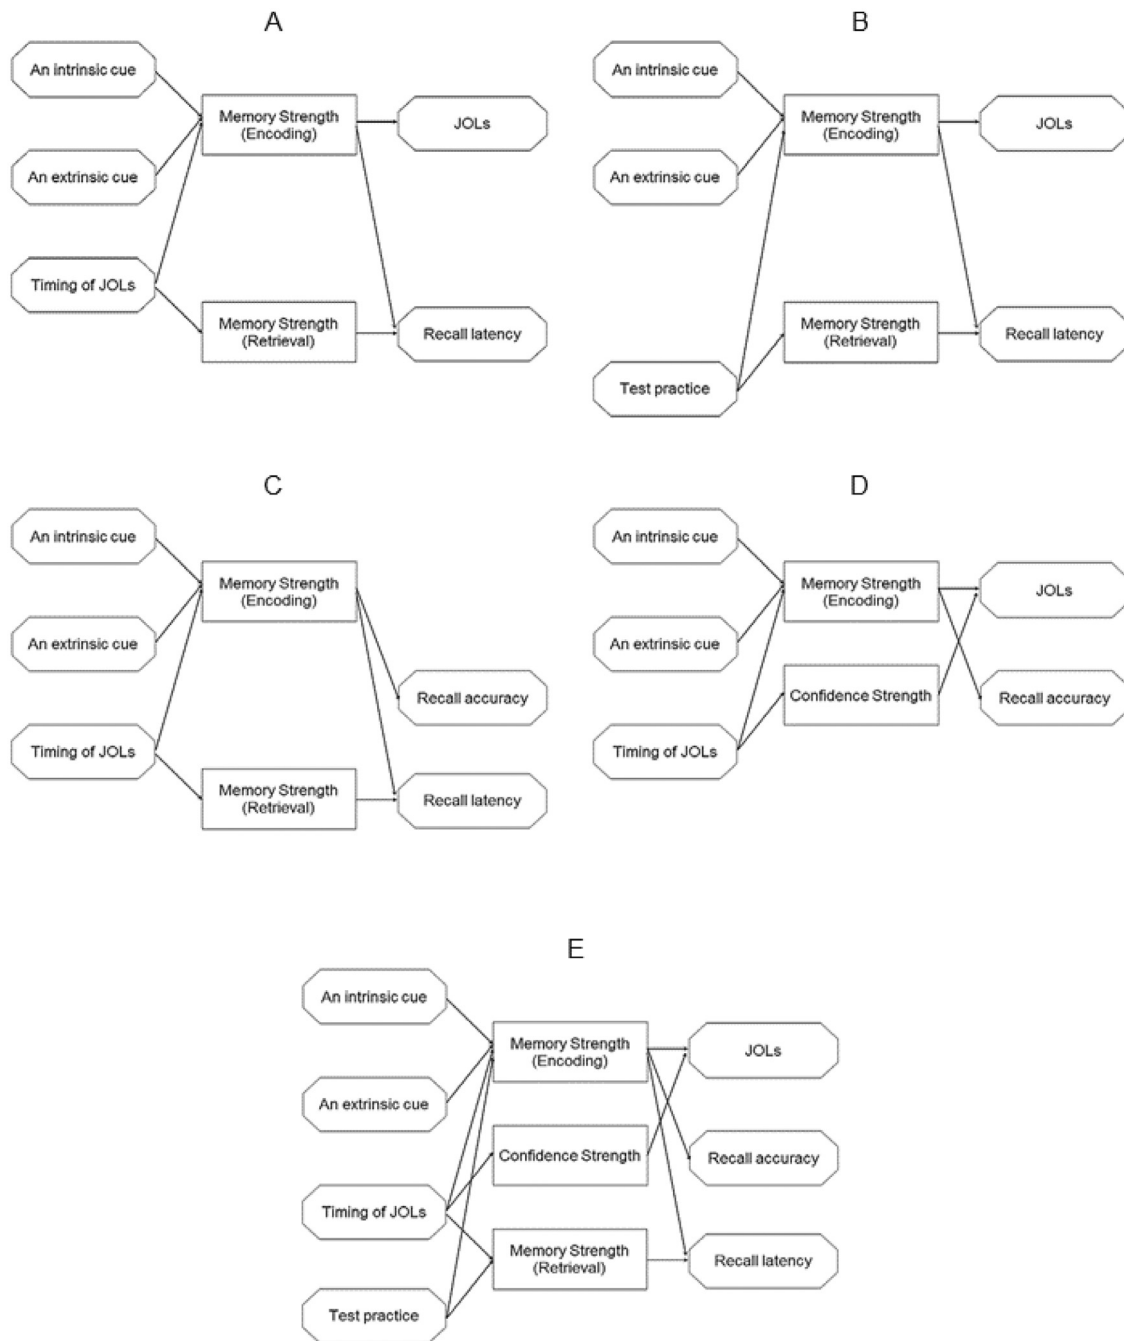 A
An intrinsic cue
An extrinsic cue
Timing of JOLs
Memory Strength
(Encoding)
Memory Strength
(Retrieval)
JOLs
Recall latency
B
An intrinsic cue
An extrinsic cue
Test practice
Memory Strength
(Encoding)
Memory Strength
(Retrieval)
JOLs
Recall latency
C
An intrinsic cue
An extrinsic cue
Timing of JOLs
Memory Strength
(Encoding)
Memory Strength
(Retrieval)
Recall accuracy
Recall latency
D
An intrinsic cue
An extrinsic cue
Timing of JOLs
Memory Strength
(Encoding)
Confidence Strength
JOLs
Recall accuracy
E
An intrinsic cue
An extrinsic cue
Timing of JOLs
Test practice
Memory Strength
(Encoding)
Confidence Strength
Memory Strength
(Retrieval)
JOLs
Recall accuracy
Recall latency